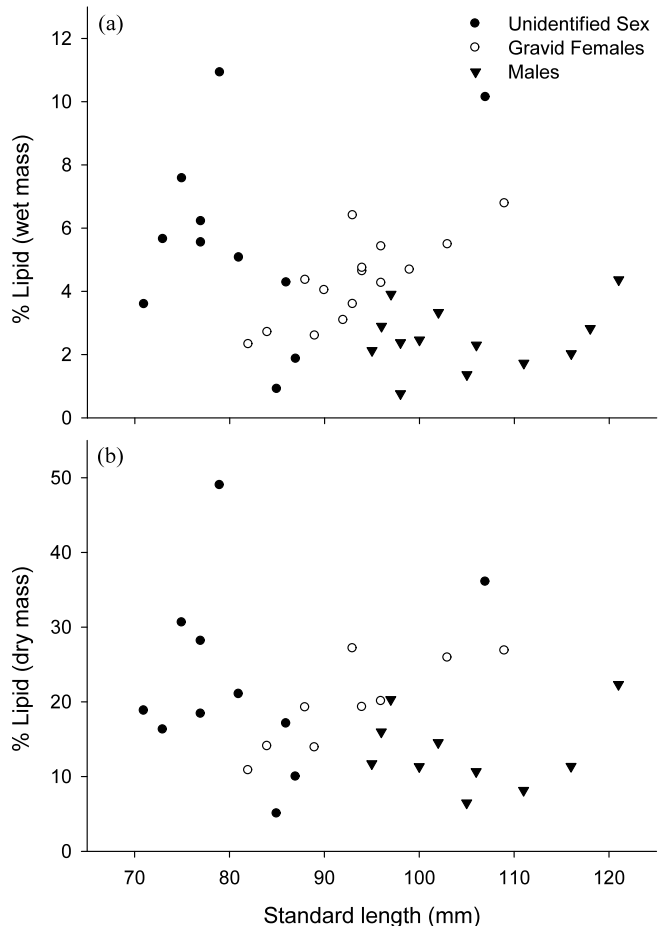 (a)
Unidentified Sex
Gravid Females
Males
12
10
8
6
4
2
0
% Lipid (wet mass)
(b)
50
40
30
20
10
0
% Lipid (dry mass)
70 80 90 100 110 120
Standard length (mm)